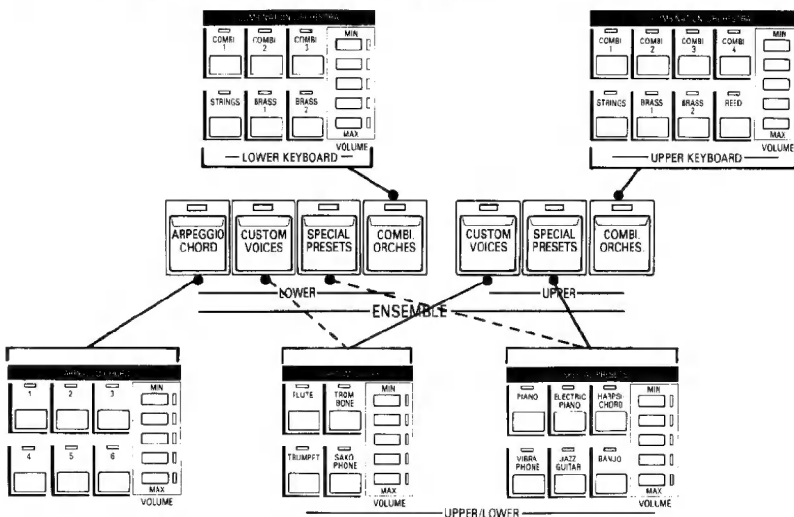 COMBINATION ORCHESTRA
COMBI 1
COMBI 2
COMBI 3
MIN
STRINGS
BRASS 1
BRASS 2
MAX
VOLUME
LOWER KEYBOARD
COMBI 1
COMBI 2
COMBI 3
COMBI 4
MIN
STRINGS
BRASS 1
BRASS 2
REED
MAX
VOLUME
UPPER KEYBOARD
ARPEGGIO CHORD
CUSTOM VOICES
SPECIAL PRESETS
COMBI. ORCHES.
CUSTOM VOICES
SPECIAL PRESETS
COMBI. ORCHES.
LOWER
UPPER
ENSEMBLE
1
2
3
MIN
4
5
6
MAX
VOLUME
FLUTE
TROM BONE
MIN
TRUMPET
SAXO PHONE
MAX
VOLUME
PIANO
ELECTRIC PIANO
HARPSI- CHORD
MIN
VIBRA PHONE
JAZZ GUITAR
BANJO
MAX
VOLUME
UPPER/LOWER